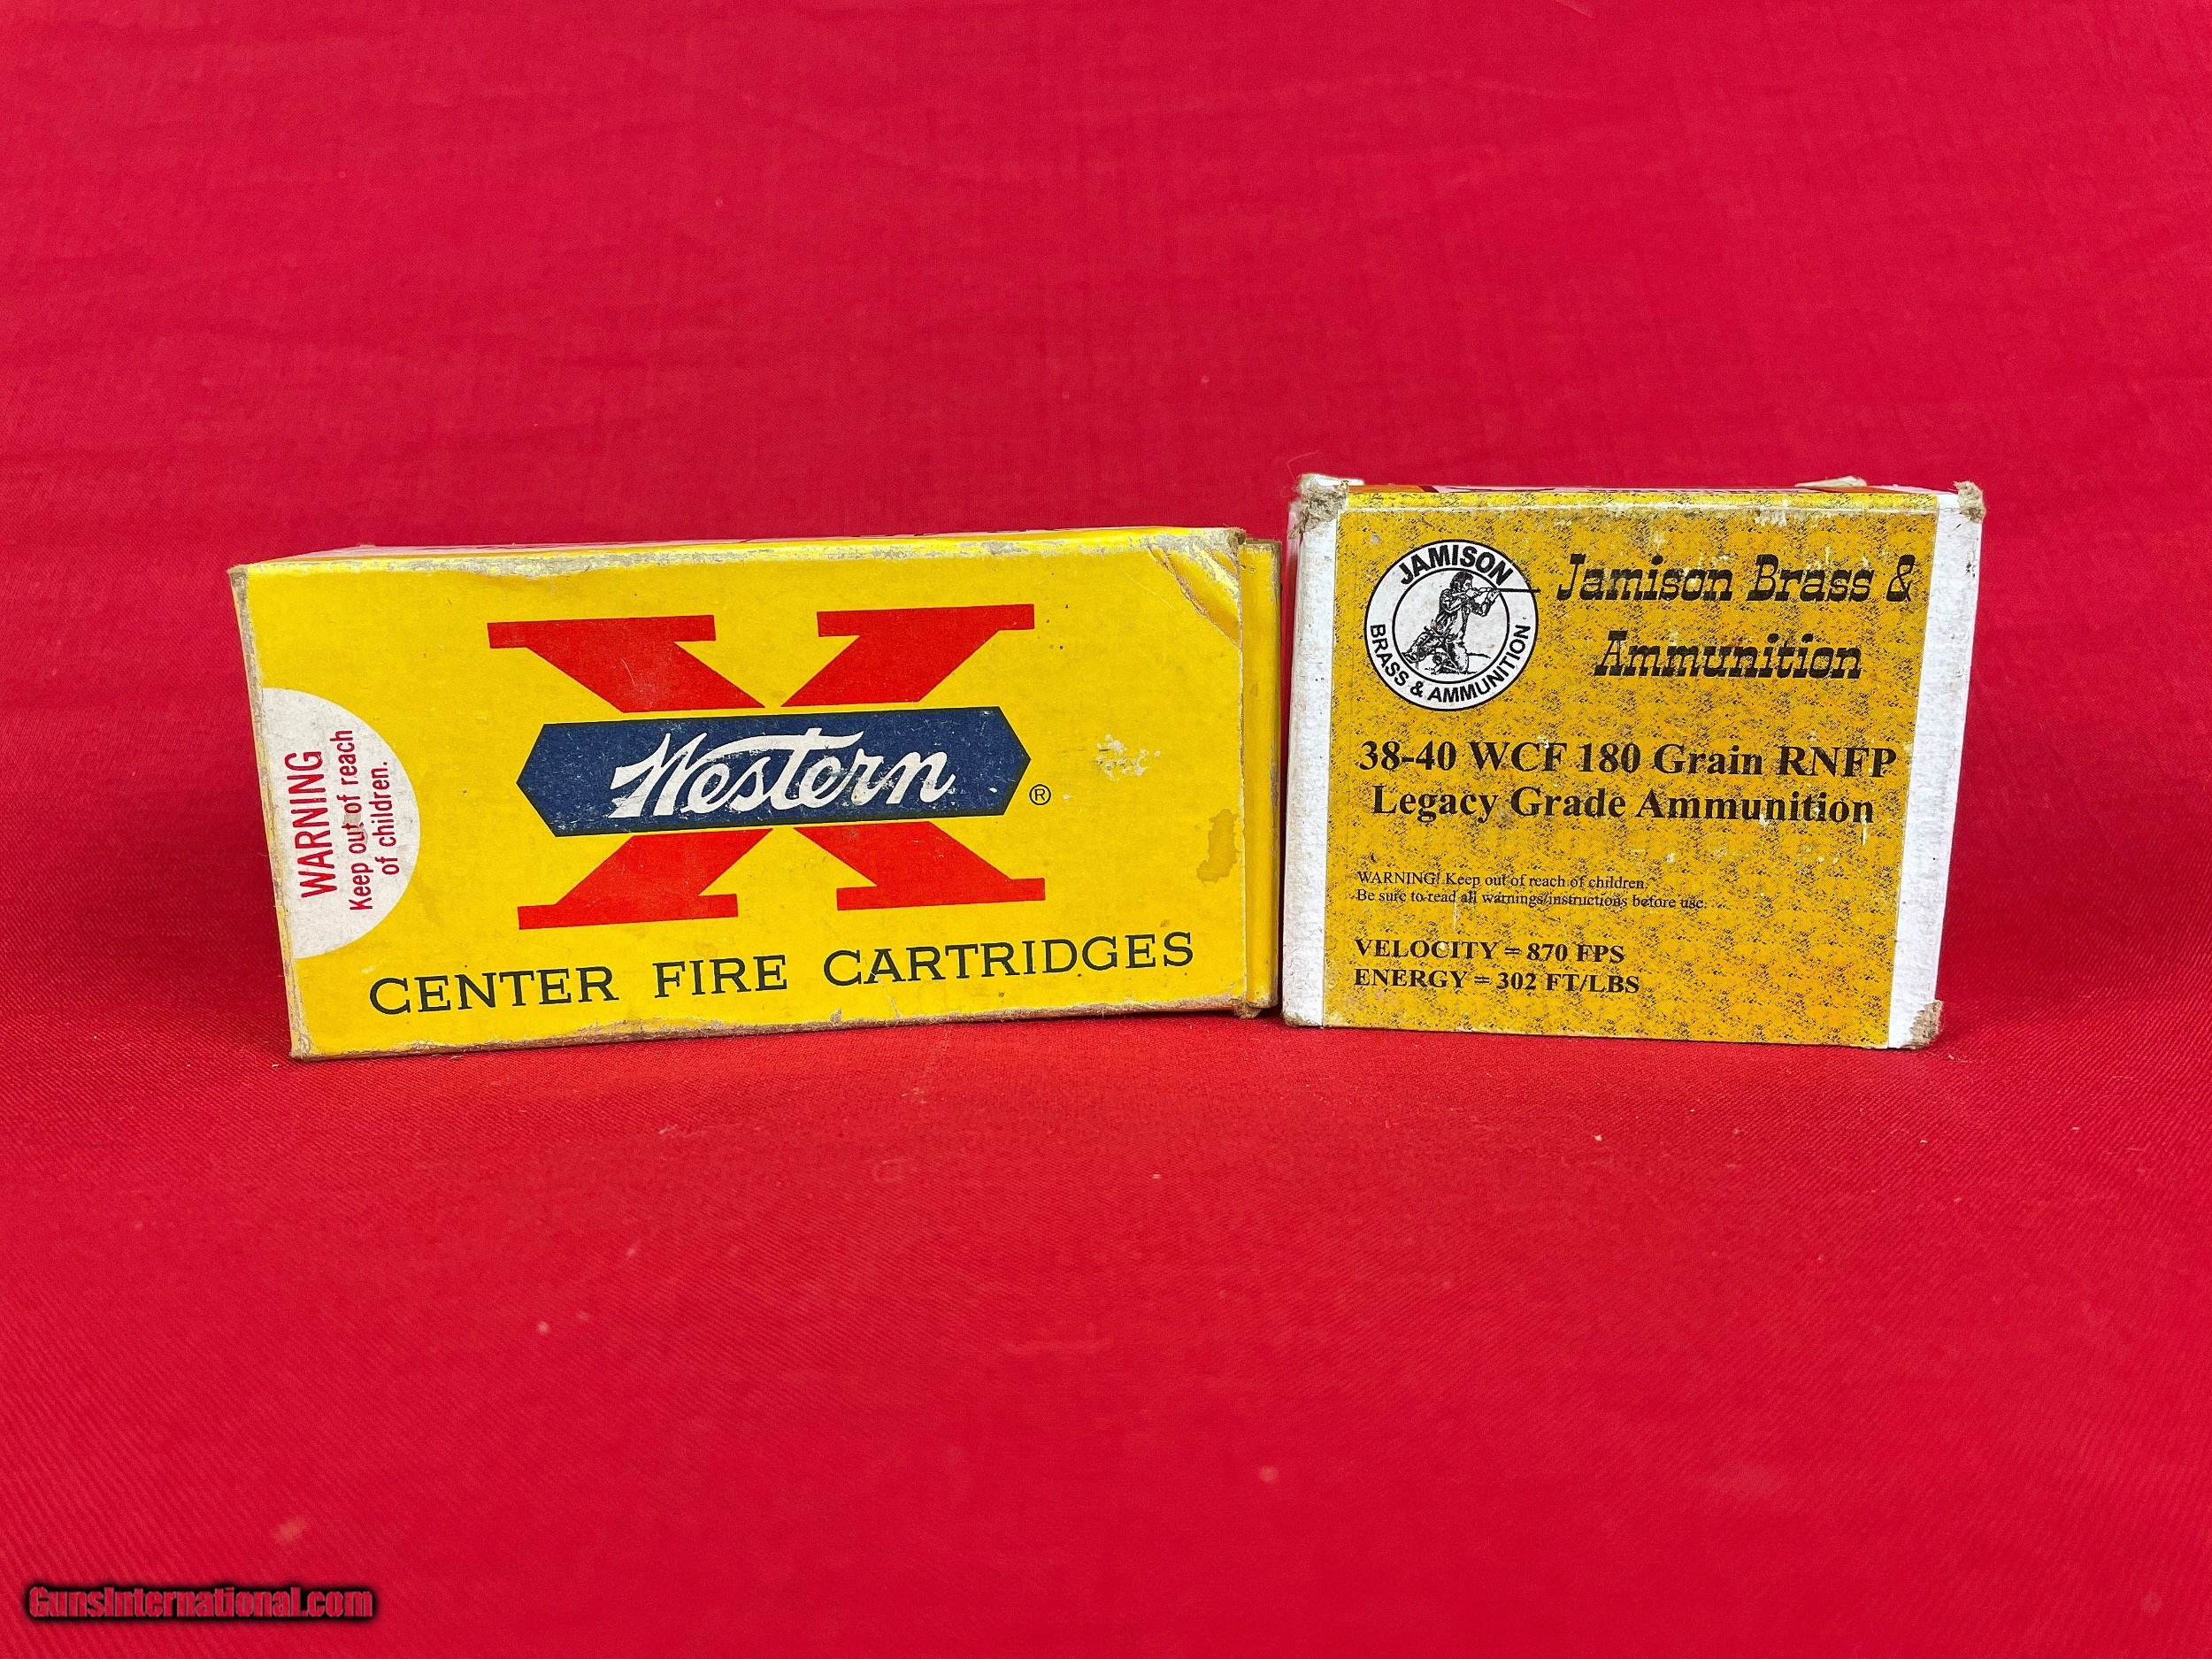 X
Western ®
CENTER FIRE CARTRIDGES
WARNING
Keep out of reach
of children.
JAMISON
BRASS & AMMUNITION
Jamison Brass &
Ammunition
38-40 WCF 180 Grain RNFP
Legacy Grade Ammunition
WARNING! Keep out of reach of children.
Be sure to read all warnings/instructions before use.
VELOCITY = 870 FPS
ENERGY = 302 FT/LBS
GunsInternational.com